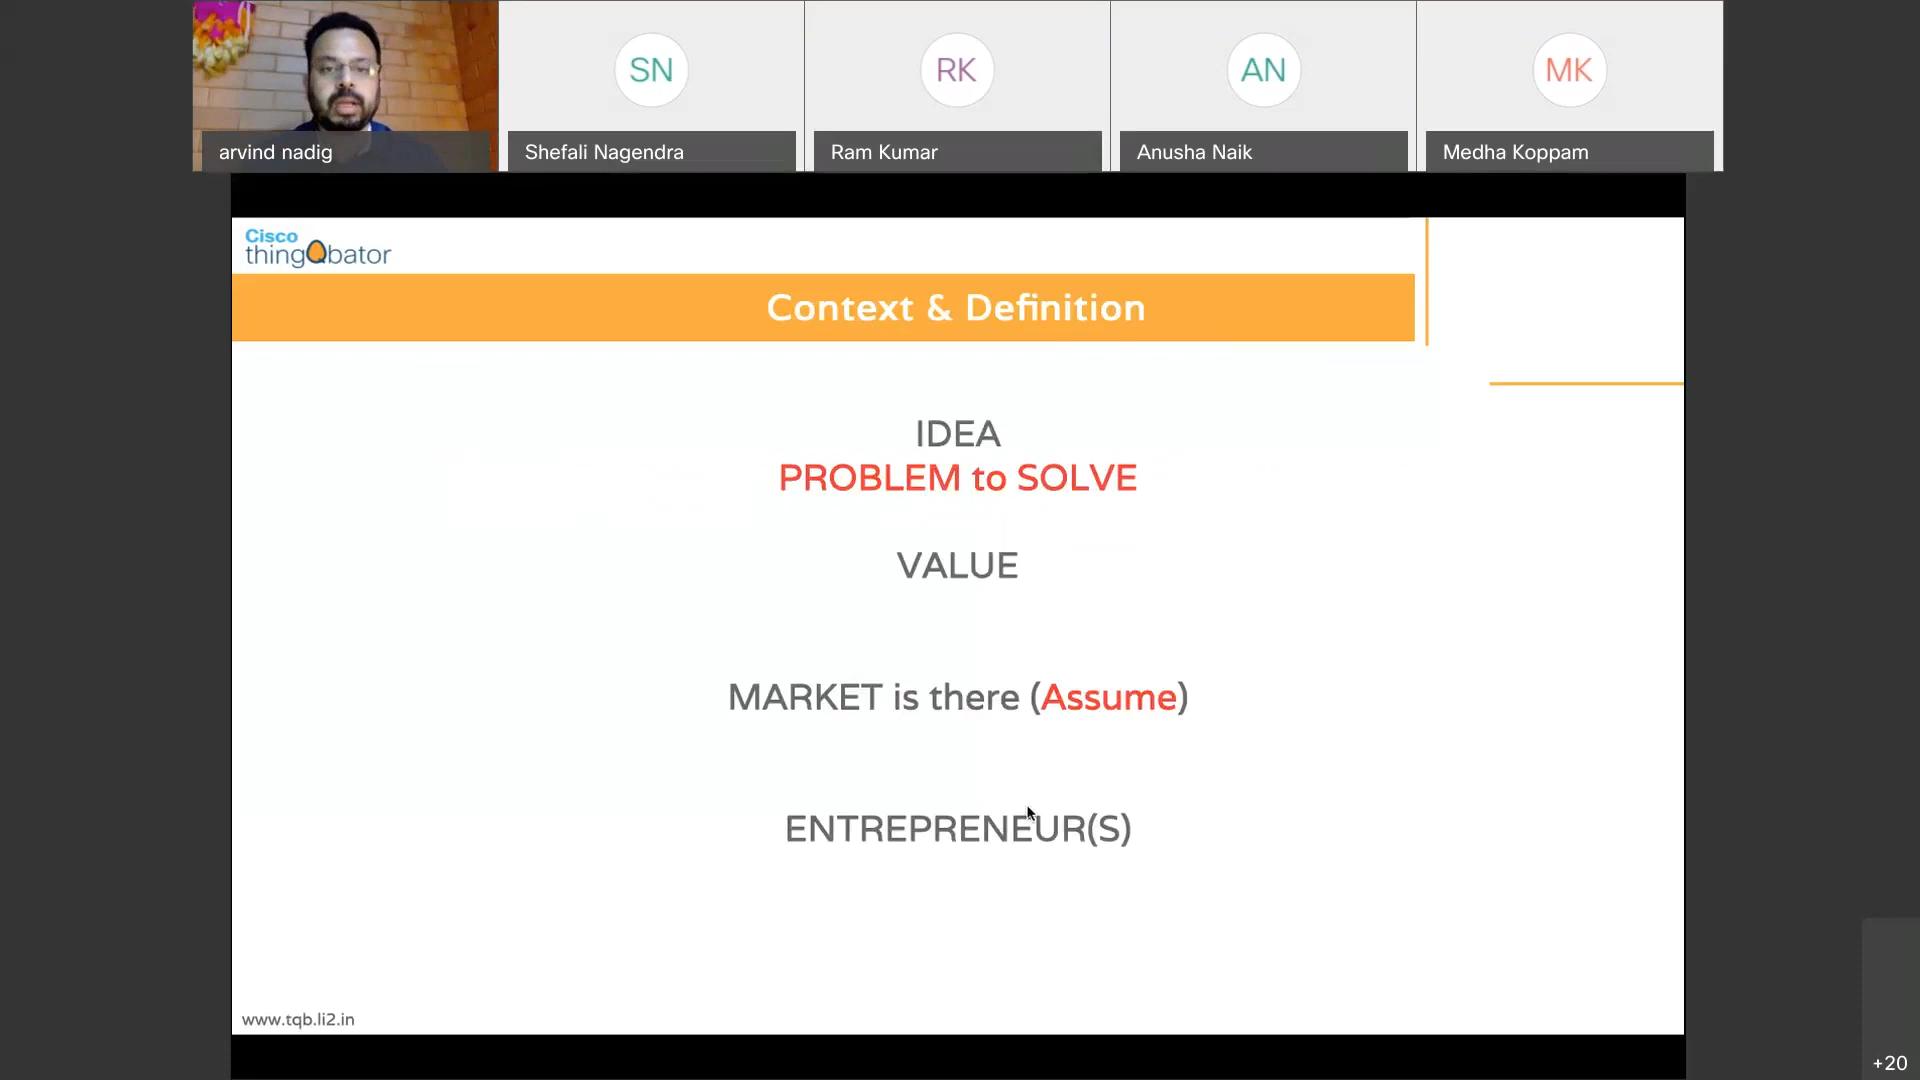 SN
RK
AN
MK
arvind nadig
Shefali Nagendra
Ram Kumar
Anusha Naik
Medha Koppam
Cisco
thingQbator
Context & Definition
IDEA
PROBLEM to SOLVE
VALUE
MARKET is there (Assume)
ENTREPRENEUR(S)
www.tqb.li2.in
+20